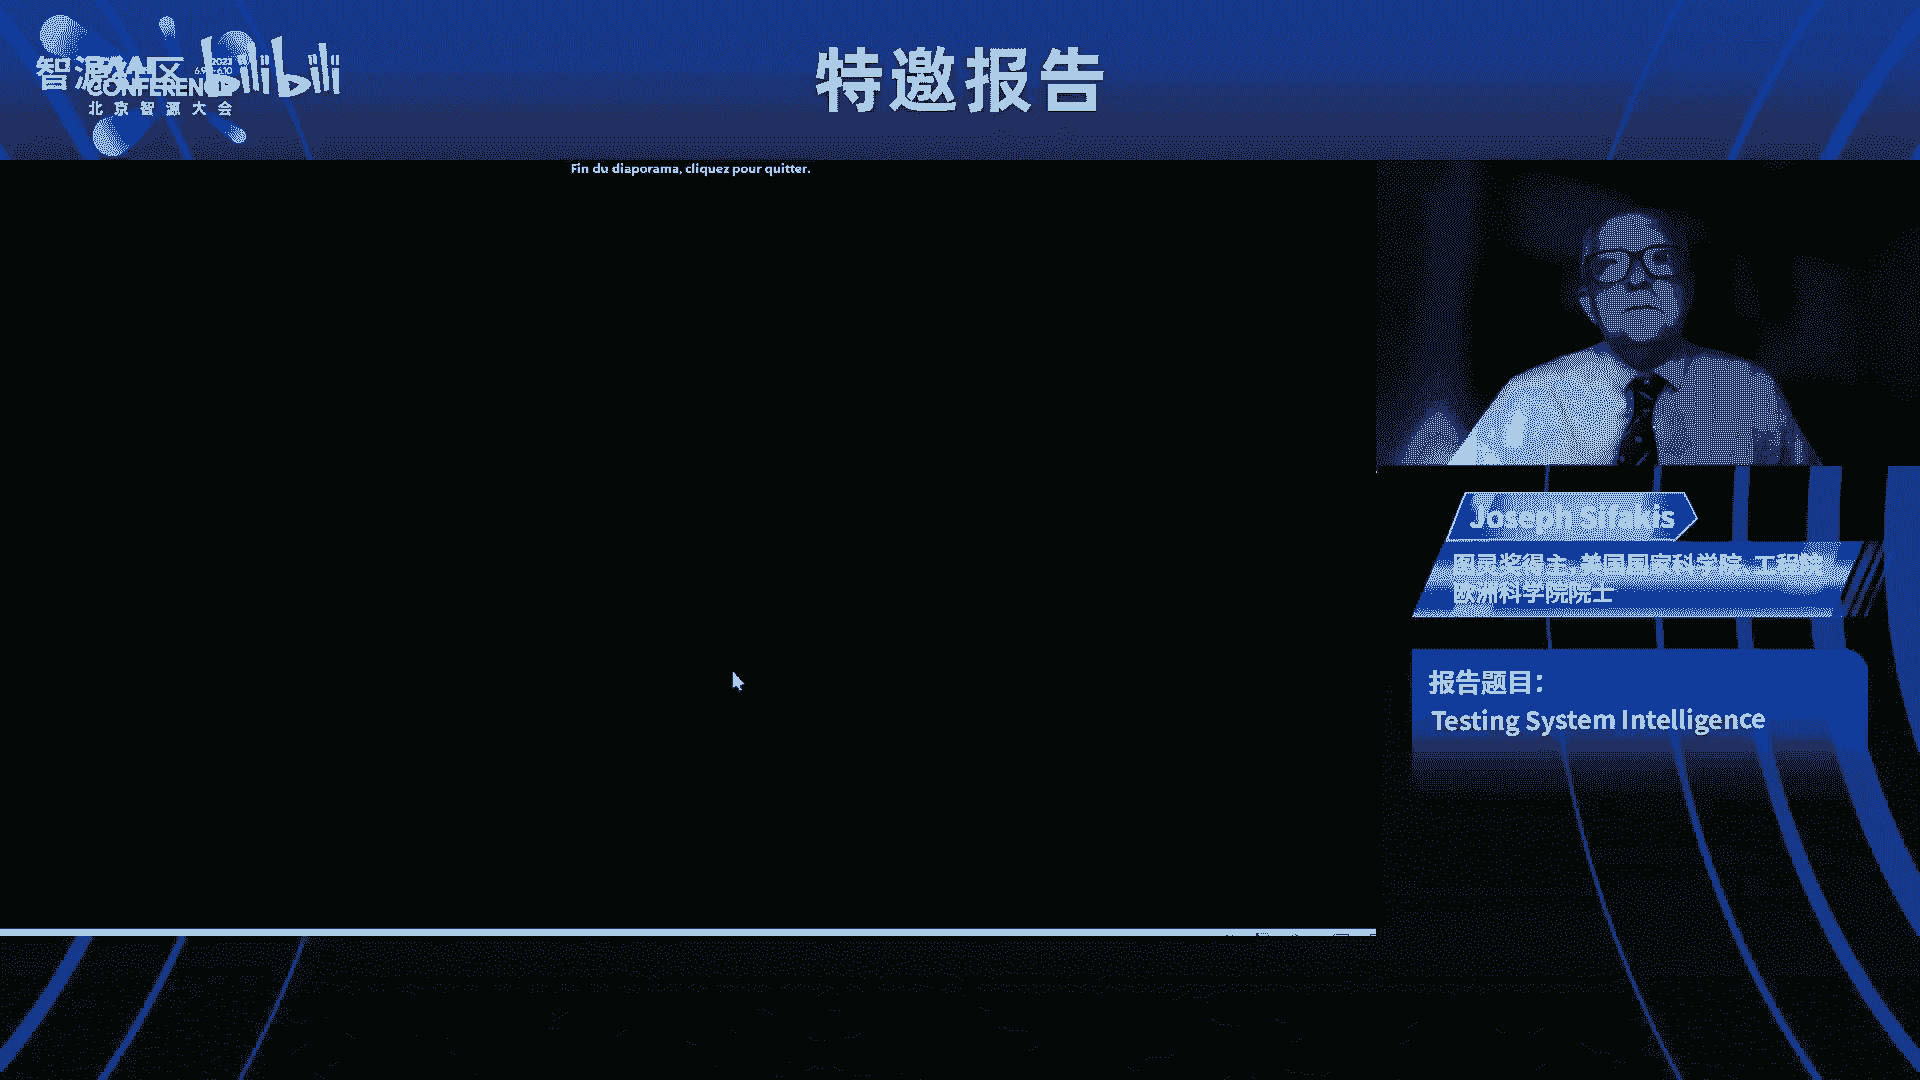 智源社区 bilibili
BAAI 2023
CONFERENCE 6.9-6.10
北京智源大会
特邀报告
Fin du diaporama, cliquez pour quitter.
Joseph Sifakis
图灵奖得主,美国国家科学院、工程院
欧洲科学院院士
报告题目：
Testing System Intelligence